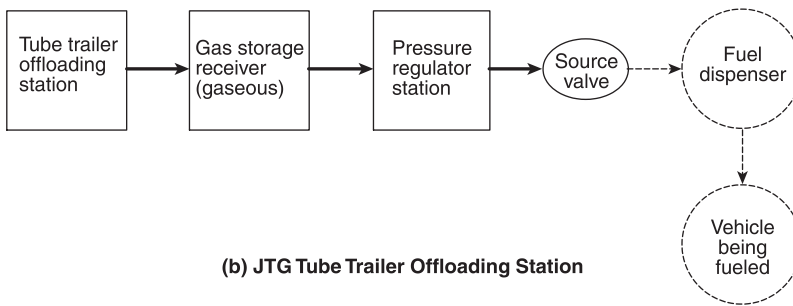 Tube trailer
offloading
station
Gas storage
receiver
(gaseous)
Pressure
regulator
station
Source
valve
Fuel
dispenser
Vehicle
being
fueled
(b) JTG Tube Trailer Offloading Station